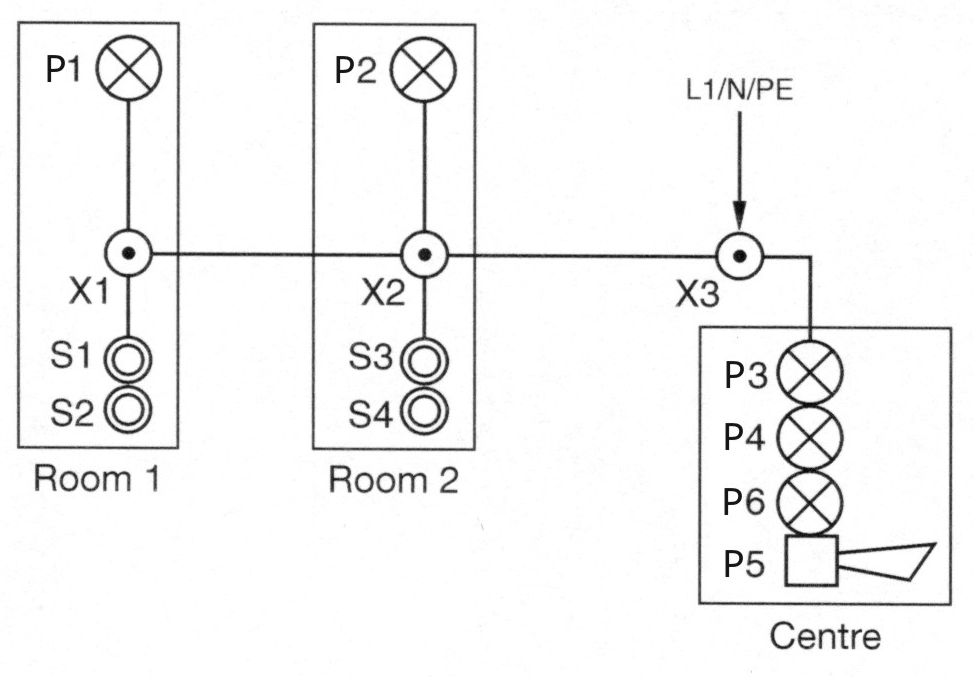 P1
P2
L1/N/PE
X1
X2
X3
S1
S2
S3
S4
P3
P4
P6
P5
Room 1
Room 2
Centre